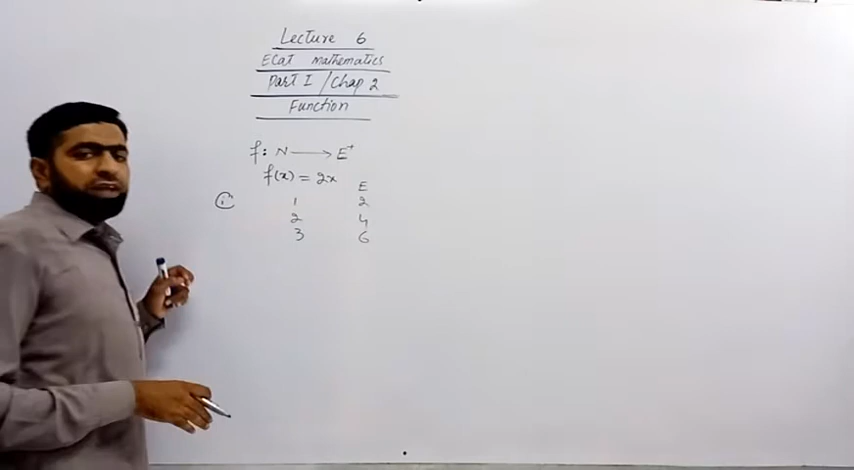 Lecture 6
ECat mathematics
Part I / Chap 2
Function
f: N → E⁺
f(x) = 2x
E
1 2
2 4
3 6